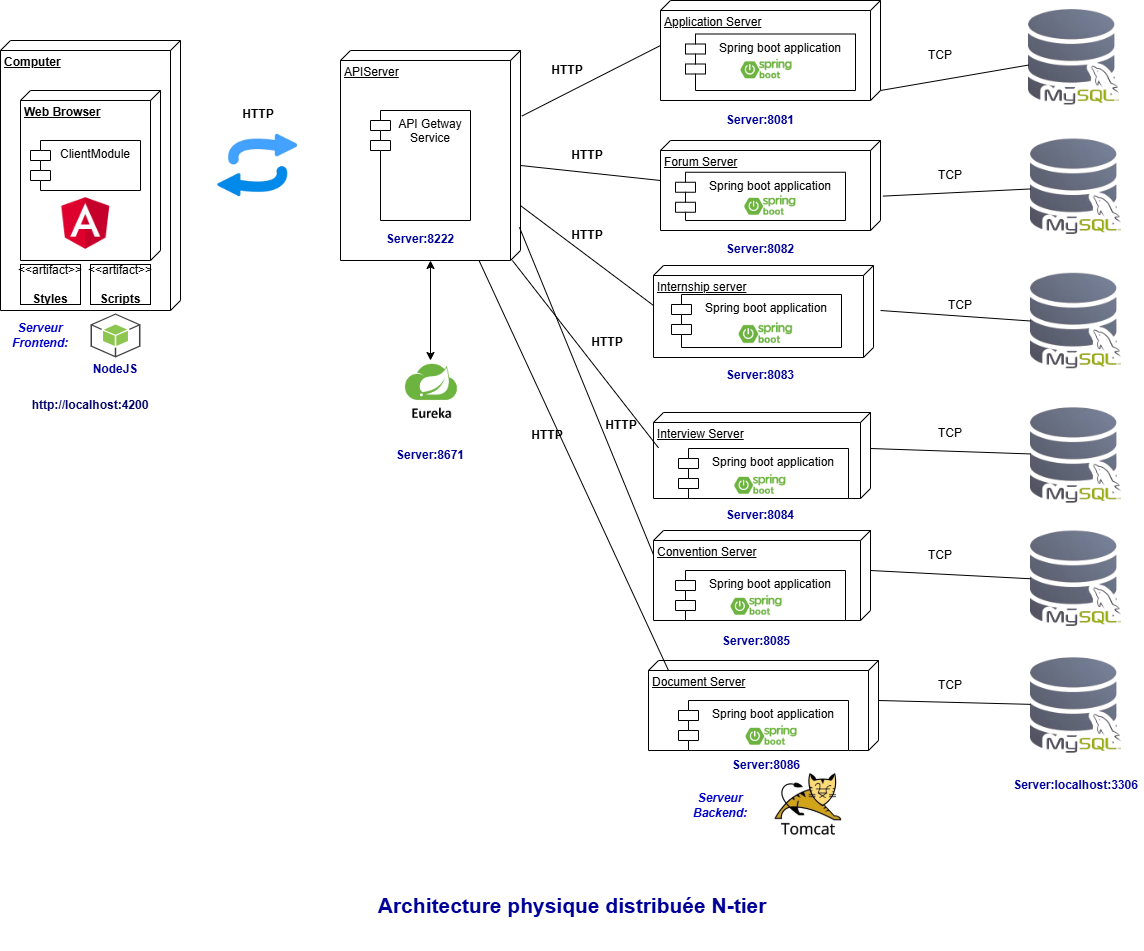 Computer
Web Browser
ClientModule
<<artifact>>
Styles
<<artifact>>
Scripts
Serveur
Frontend:
NodeJS
http://localhost:4200
HTTP
APIServer
API Getway
Service
Server:8222
Eureka
Server:8671
HTTP
HTTP
HTTP
HTTP
HTTP
HTTP
Application Server
Spring boot application
spring
boot
Server:8081
TCP
MySQL
Forum Server
Spring boot application
spring
boot
Server:8082
TCP
MySQL
Internship server
Spring boot application
spring
boot
Server:8083
TCP
MySQL
Interview Server
Spring boot application
spring
boot
Server:8084
TCP
MySQL
Convention Server
Spring boot application
spring
boot
Server:8085
TCP
MySQL
Document Server
Spring boot application
spring
boot
Server:8086
TCP
MySQL
Server:localhost:3306
Serveur
Backend:
Tomcat
Architecture physique distribuée N-tier